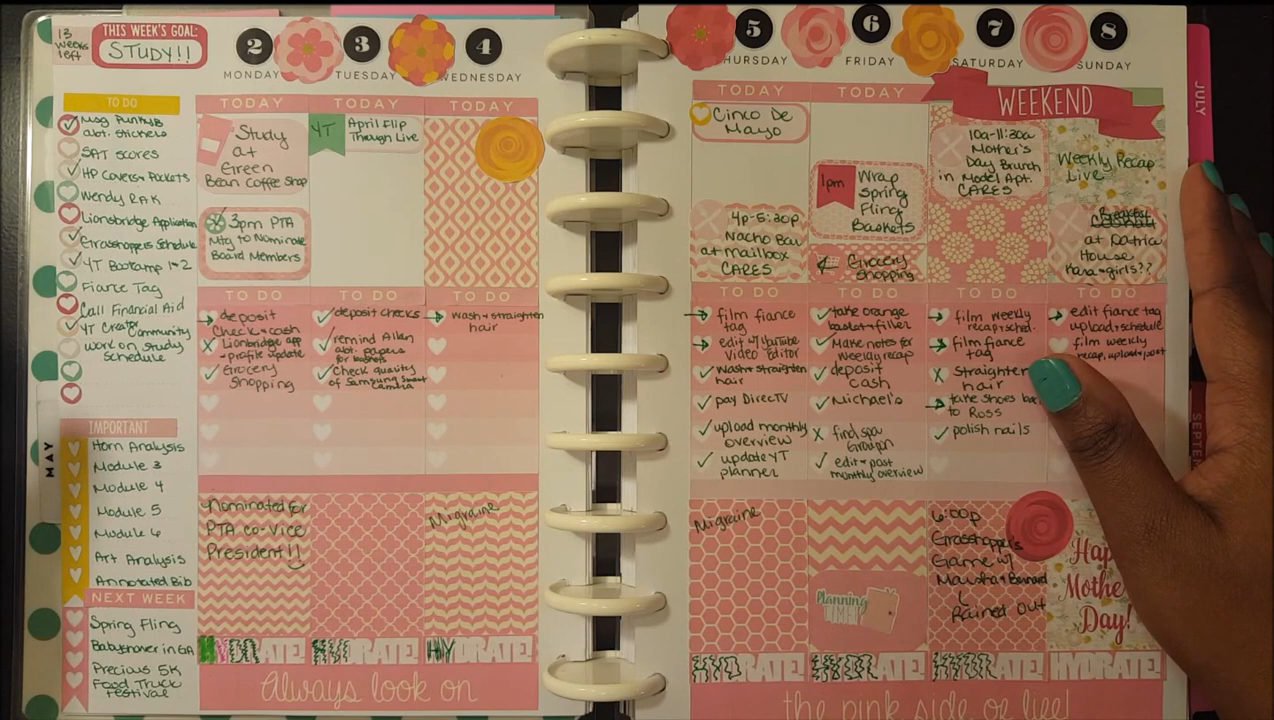 13 weeks left
THIS WEEK'S GOAL:
STUDY!!
2
MONDAY
3
TUESDAY
4
WEDNESDAY
TO DO
Msg PunkyB
abt. Stickers
SAT scores
HP Covers + Pockets
Wendy RAK
Lionsbridge Application
Grasshoppers Schedule
YT Bootcamp 1+2
Fiance Tag
Call Financial Aid
YT Creator Community
work on study
schedule
IMPORTANT
Horn Analysis
Module 3
Module 4
Module 5
Module 6
Art Analysis
Annotated Bib
NEXT WEEK
Spring Fling
Babyshower in GA
Precious 5K
Food Truck
festival
MAY
TODAY
Study
at
Green
Bean Coffee Shop
3pm PTA
Mtg to Nominate
Board Members
TO DO
deposit
Check + cash
Lionbridge app
+ profile update
Grocery
Shopping
Nominated for
PTA co-vice
President!!
HYDRATE!
TODAY
YT
April Flip
Through Live
TO DO
deposit checks
remind Allen
abt. papers
for baskets
Check quality
of Samsung Smart
Camera
HYDRATE!
TODAY
TO DO
wash + straighten
hair
Migraine
HYDRATE!
Always look on
5
THURSDAY
6
FRIDAY
7
SATURDAY
8
SUNDAY
TODAY
Cinco De
Mayo
4p-5:30p
Nacho Bar
at mailbox
CARES
TO DO
film fiance
tag
edit w/ YouTube
Video Editor
wash + straighten
hair
pay DirecTV
upload monthly
overview
update YT
planner
Migraine
HYDRATE!
TODAY
1pm
Wrap
Spring
Fling
Baskets
Grocery
Shopping
TO DO
take orange
basket + filler
Make notes for
weekly recap
deposit
cash
Michael's
find spa
Groupon
edit + post
monthly overview
Planning
TIME
HYDRATE!
WEEKEND
10a-11:30a
Mother's
Day Brunch
in Model Apt.
CARES
TO DO
film weekly
recap + sched.
film fiance
tag
straighten
hair
take shoes back
to Ross
polish nails
6:00p
Grasshoppers
Game w/
Maisha + Bernard
Rained Out
HYDRATE!
Weekly Recap
Live
at Patricia
House
Kara + girls??
TO DO
edit fiance tag
upload + schedule
film weekly
recap, upload + post
Happy
Mother's
Day!
HYDRATE!
the pink side of life!
JULY